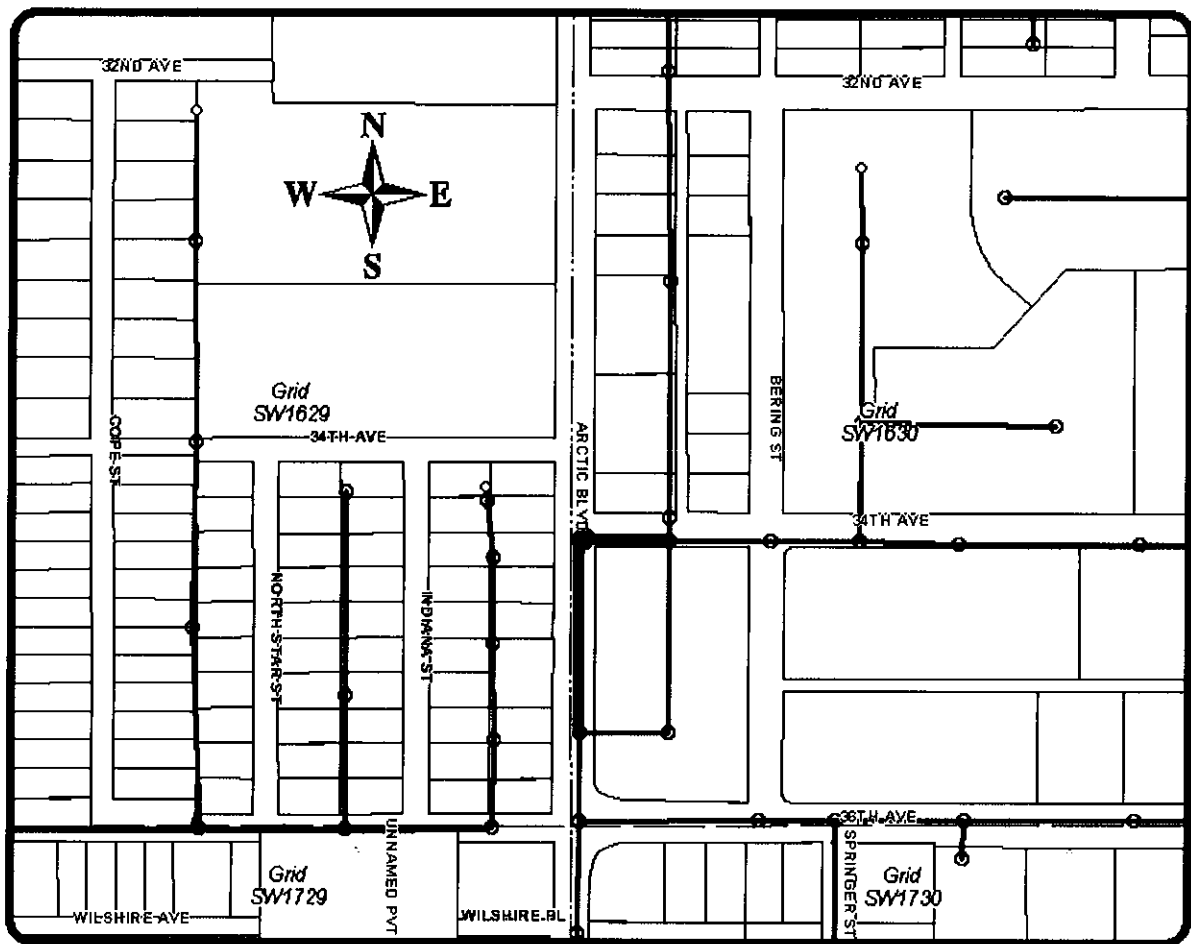 32ND AVE
32ND AVE
N
W E
S
Grid
SW1629
34TH AVE
COPE ST
ARCTIC BLVD
BERING ST
Grid
SW1630
34TH AVE
NORTH STAR ST
INDIANA ST
36TH AVE
UNNAMED PVT
SPRINGER ST
Grid
SW1729
Grid
SW1730
WILSHIRE AVE
WILSHIRE BL